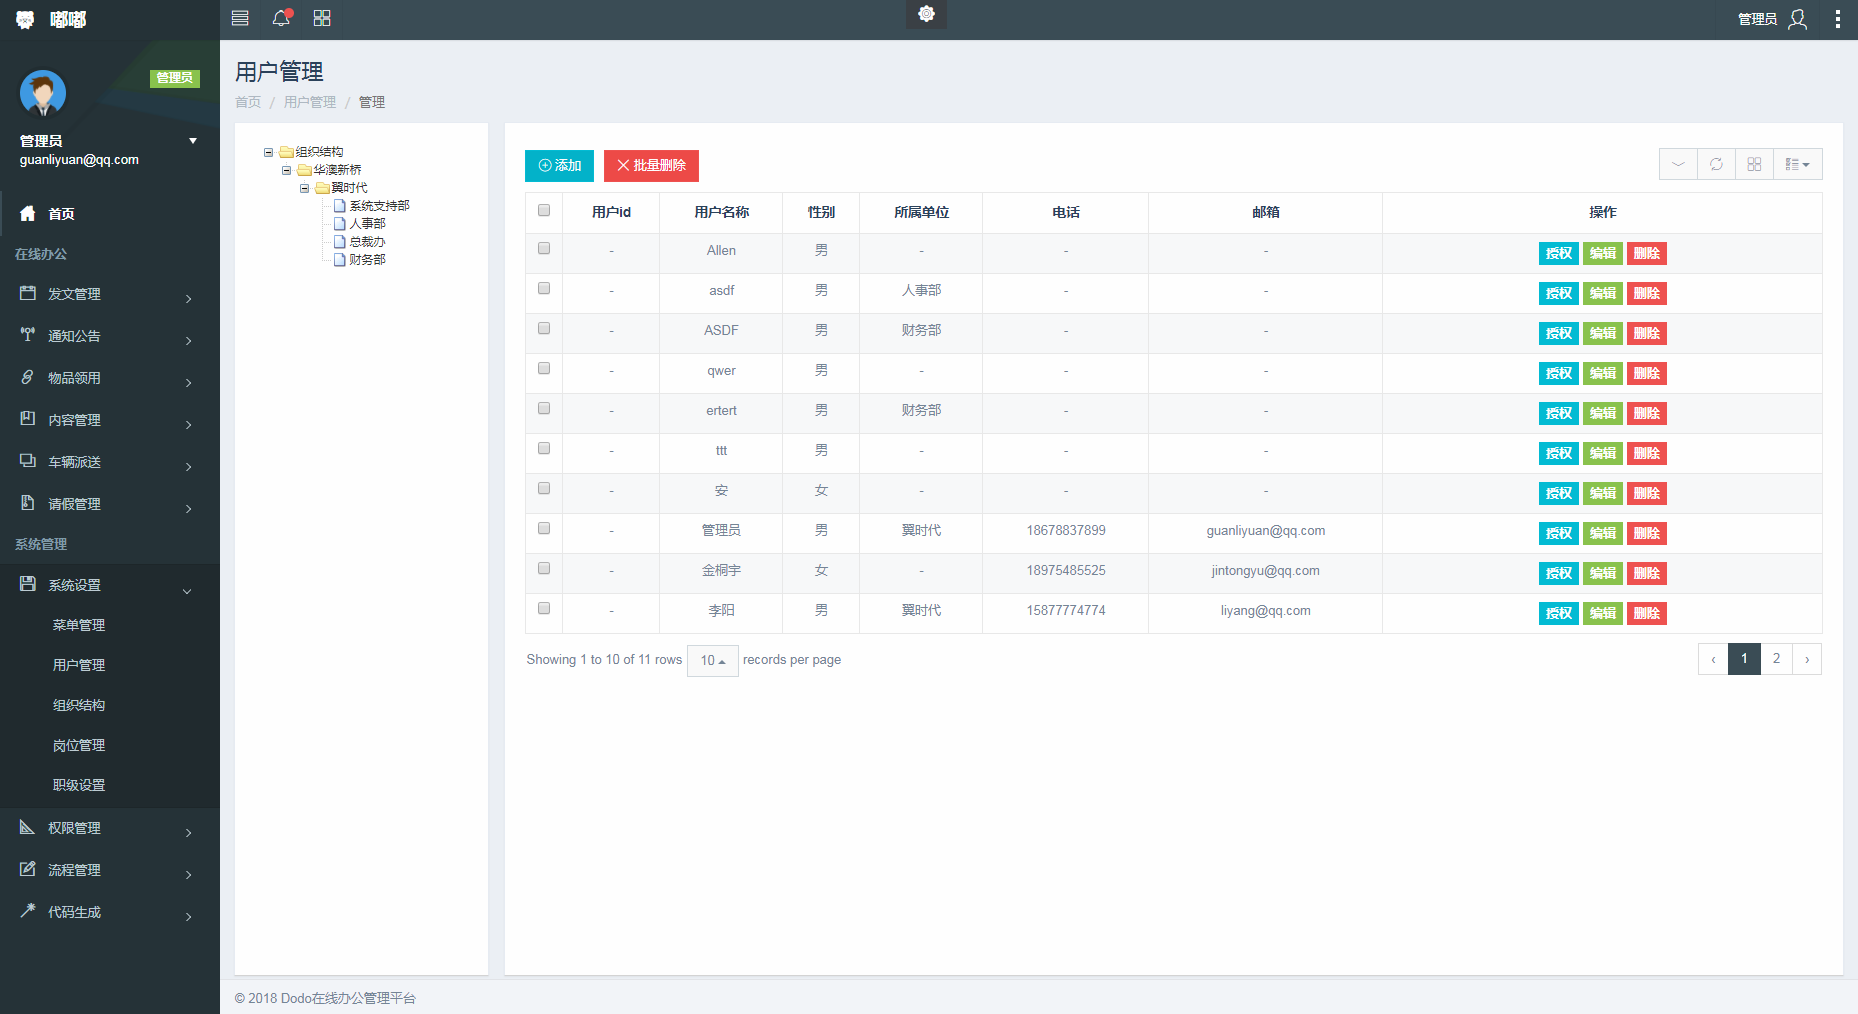 嘟嘟
管理员
管理员
管理员
guanliyuan@qq.com
首页
在线办公
发文管理
通知公告
物品领用
内容管理
车辆派送
请假管理
系统管理
系统设置
菜单管理
用户管理
组织结构
岗位管理
职级设置
权限管理
流程管理
代码生成
用户管理
首页 / 用户管理 / 管理
组织结构
华澳新桥
翼时代
系统支持部
人事部
总裁办
财务部
添加 批量删除
用户id 用户名称 性别 所属单位 电话 邮箱 操作
- Allen 男 - - - 授权 编辑 删除
- asdf 男 人事部 - - 授权 编辑 删除
- ASDF 男 财务部 - - 授权 编辑 删除
- qwer 男 - - - 授权 编辑 删除
- ertert 男 财务部 - - 授权 编辑 删除
- ttt 男 - - - 授权 编辑 删除
- 安 女 - - - 授权 编辑 删除
- 管理员 男 翼时代 18678837899 guanliyuan@qq.com 授权 编辑 删除
- 金桐宇 女 - 18975485525 jintongyu@qq.com 授权 编辑 删除
- 李阳 男 翼时代 15877774774 liyang@qq.com 授权 编辑 删除
Showing 1 to 10 of 11 rows 10 records per page
‹ 1 2 ›
© 2018 Dodo在线办公管理平台